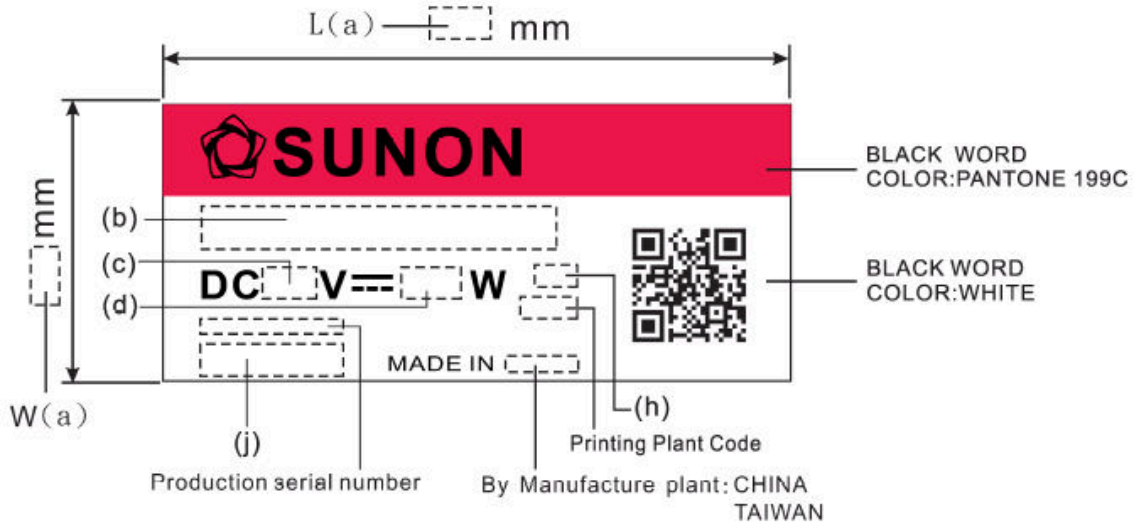 L(a) mm
SUNON
BLACK WORD
COLOR:PANTONE 199C
mm
W(a)
(b)
(c)
DC V W
(d)
BLACK WORD
COLOR:WHITE
MADE IN
(h)
(j)
Printing Plant Code
Production serial number
By Manufacture plant: CHINA
TAIWAN